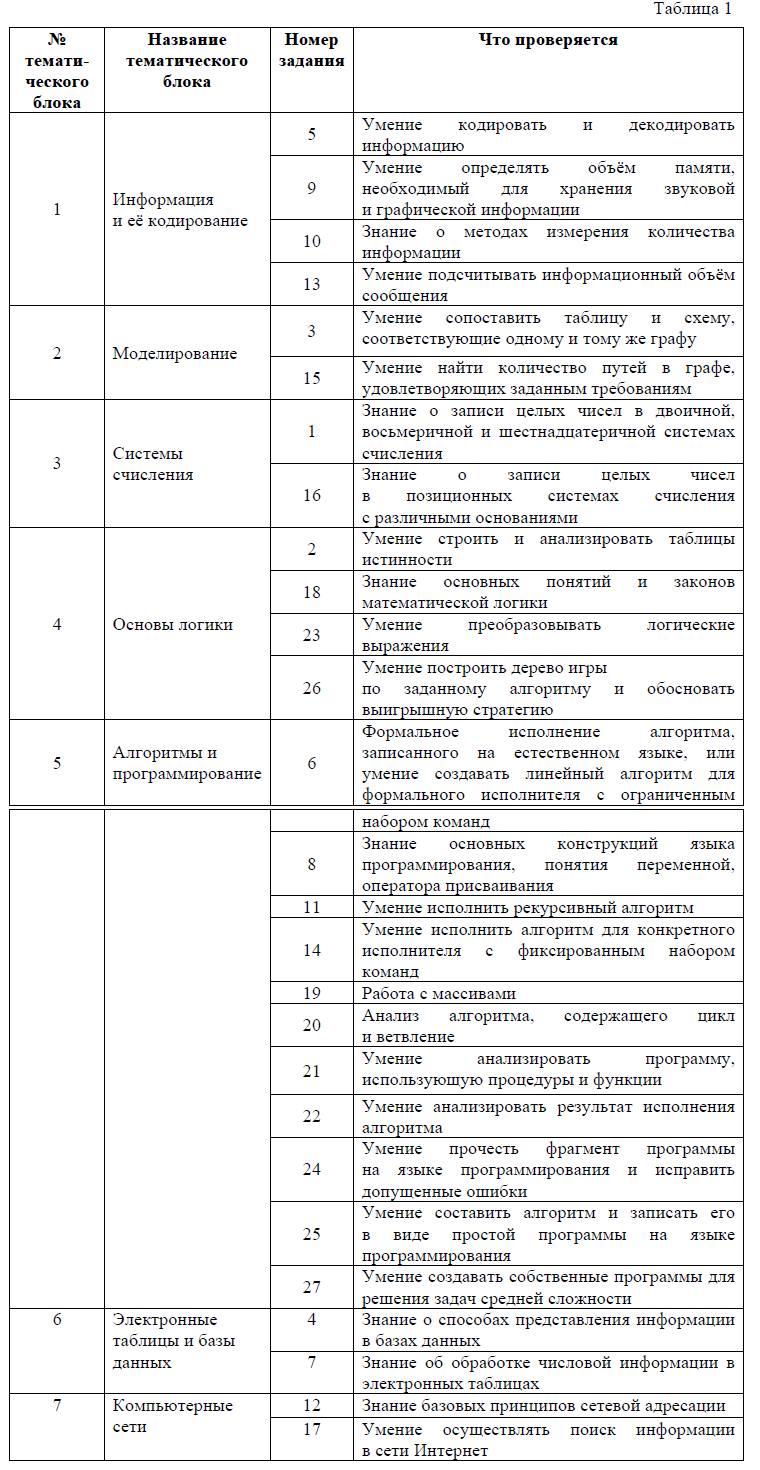 Таблица 1
№
темати-
ческого
блока
Название
тематического
блока
Номер
задания
Что проверяется
1
Информация
и её кодирование
5
Умение кодировать и декодировать
информацию
9
Умение определять объём памяти,
необходимый для хранения звуковой
и графической информации
10
Знание о методах измерения количества
информации
13
Умение подсчитывать информационный объём
сообщения
2
Моделирование
3
Умение сопоставить таблицу и схему,
соответствующие одному и тому же графу
15
Умение найти количество путей в графе,
удовлетворяющих заданным требованиям
3
Системы
счисления
1
Знание о записи целых чисел в двоичной,
восьмеричной и шестнадцатеричной системах
счисления
16
Знание о записи целых чисел
в позиционных системах счисления
с различными основаниями
4
Основы логики
2
Умение строить и анализировать таблицы
истинности
18
Знание основных понятий и законов
математической логики
23
Умение преобразовывать логические
выражения
26
Умение построить дерево игры
по заданному алгоритму и обосновать
выигрышную стратегию
5
Алгоритмы и
программирование
6
Формальное исполнение алгоритма,
записанного на естественном языке, или
умение создавать линейный алгоритм для
формального исполнителя с ограниченным
набором команд
8
Знание основных конструкций языка
программирования, понятия переменной,
оператора присваивания
11
Умение исполнить рекурсивный алгоритм
14
Умение исполнить алгоритм для конкретного
исполнителя с фиксированным набором
команд
19
Работа с массивами
20
Анализ алгоритма, содержащего цикл
и ветвление
21
Умение анализировать программу,
использующую процедуры и функции
22
Умение анализировать результат исполнения
алгоритма
24
Умение прочесть фрагмент программы
на языке программирования и исправить
допущенные ошибки
25
Умение составить алгоритм и записать его
в виде простой программы на языке
программирования
27
Умение создавать собственные программы для
решения задач средней сложности
6
Электронные
таблицы и базы
данных
4
Знание о способах представления информации
в базах данных
7
Знание об обработке числовой информации в
электронных таблицах
7
Компьютерные
сети
12
Знание базовых принципов сетевой адресации
17
Умение осуществлять поиск информации
в сети Интернет